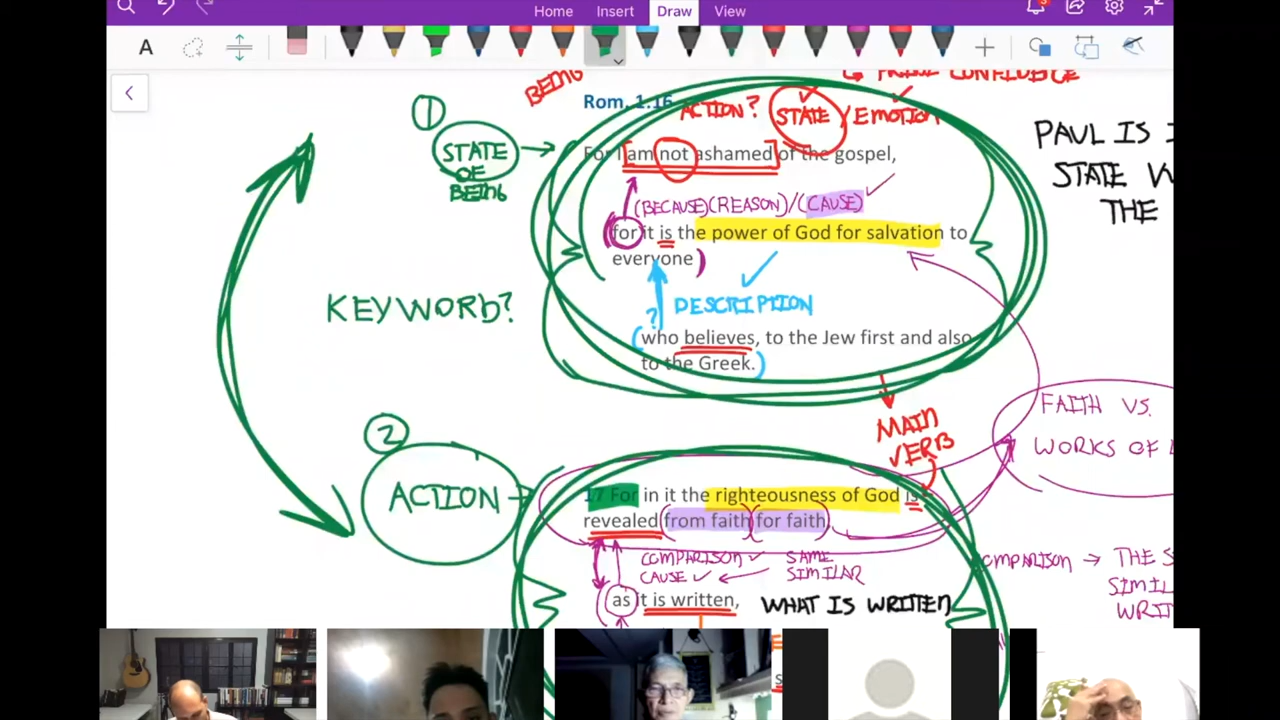 Home Insert Draw View
A
BEING
PRIME CONFLUENCE
Rom. 1.16
ACTION? STATE / EMOTION
1
STATE OF BEING
For I am not ashamed of the gospel,
PAUL IS
STATE
THE
(BECAUSE)(REASON)/(CAUSE)
for it is the power of God for salvation to
everyone
KEYWORD?
DESCRIPTION
?
who believes, to the Jew first and also
to the Greek.
MAIN VERB
FAITH VS.
WORKS OF
2
ACTION
17 For in it the righteousness of God is
revealed from faith for faith,
COMPARISON SAME
CAUSE SIMILAR
COMPARISON → THE
as it is written, WHAT IS WRITTEN